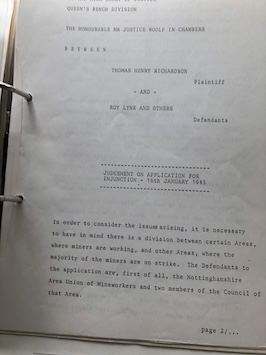 QUEEN'S BENCH DIVISION
THE HONOURABLE MR JUSTICE WOOLF IN CHAMBERS
B E T W E E N
THOMAS HENRY RICHARDSON
Plaintiff
- AND -
ROY LYNK AND OTHERS
Defendants
JUDGEMENT ON APPLICATION FOR
INJUNCTION - 16th JANUARY 1985
In order to consider the issues arising, it is necessary
to have in mind there is a division between certain Areas,
where miners are working, and other Areas, where the
majority of the miners are on strike. The Defendants to
the application are, first of all, the Nottinghamshire
Area Union of Mineworkers and two members of the Council of
that Area.
page 2/...